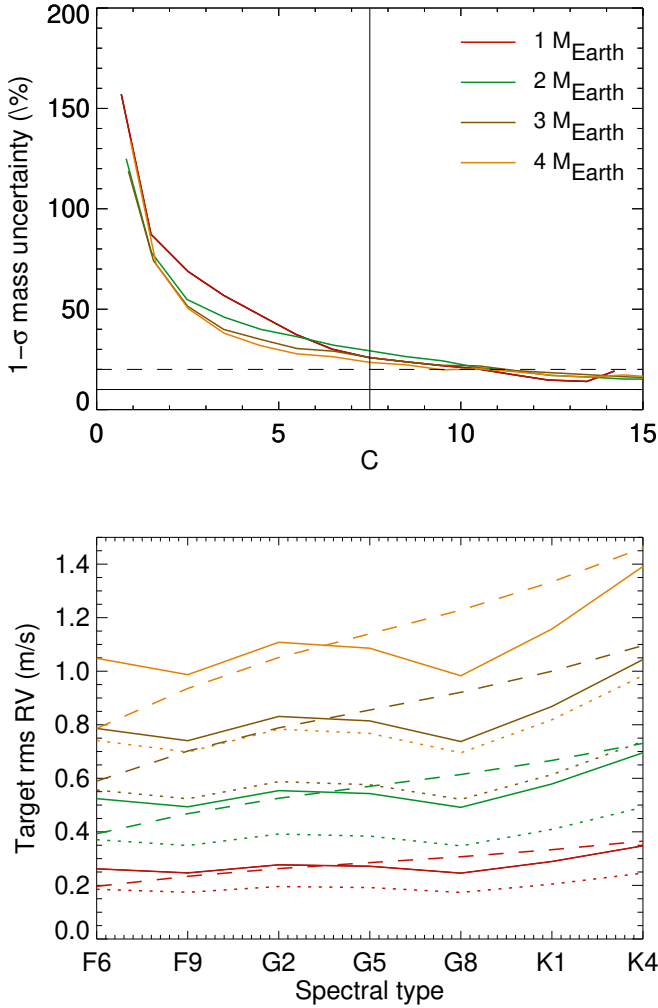 200
150
100
50
0
1−σ mass uncertainty (\%)
1 M_Earth
2 M_Earth
3 M_Earth
4 M_Earth
0 5 10 15
C
1.4
1.2
1.0
0.8
0.6
0.4
0.2
0.0
Target rms RV (m/s)
F6 F9 G2 G5 G8 K1 K4
Spectral type